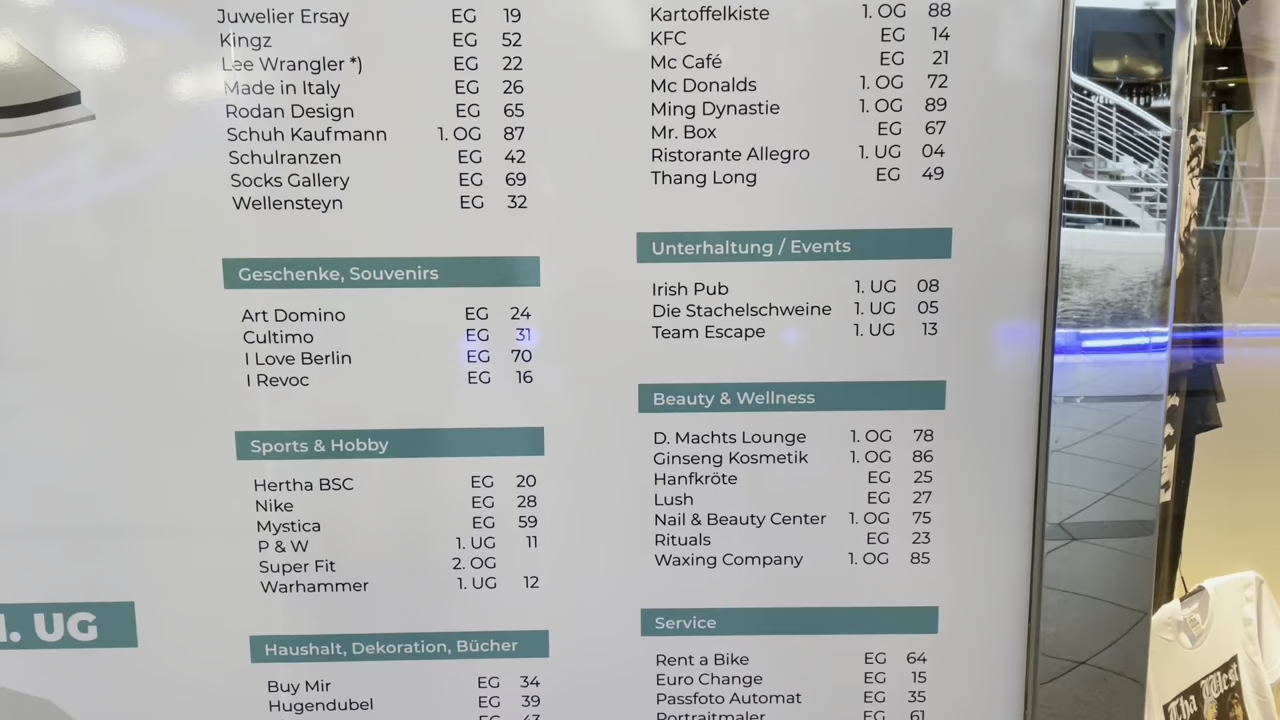 Juwelier Ersay EG 19
Kingz EG 52
Lee Wrangler *) EG 22
Made in Italy EG 26
Rodan Design EG 65
Schuh Kaufmann 1. OG 87
Schulranzen EG 42
Socks Gallery EG 69
Wellensteyn EG 32
Geschenke, Souvenirs
Art Domino EG 24
Cultimo EG 31
I Love Berlin EG 70
I Revoc EG 16
Sports & Hobby
Hertha BSC EG 20
Nike EG 28
Mystica EG 59
P & W 1. UG 11
Super Fit 2. OG
Warhammer 1. UG 12
Haushalt, Dekoration, Bücher
Buy Mir EG 34
Hugendubel EG 39
Kartoffelkiste 1. OG 88
KFC EG 14
Mc Café EG 21
Mc Donalds 1. OG 72
Ming Dynastie 1. OG 89
Mr. Box EG 67
Ristorante Allegro 1. UG 04
Thang Long EG 49
Unterhaltung / Events
Irish Pub 1. UG 08
Die Stachelschweine 1. UG 05
Team Escape 1. UG 13
Beauty & Wellness
D. Machts Lounge 1. OG 78
Ginseng Kosmetik 1. OG 86
Hanfkröte EG 25
Lush EG 27
Nail & Beauty Center 1. OG 75
Rituals EG 23
Waxing Company 1. OG 85
Service
Rent a Bike EG 64
Euro Change EG 15
Passfoto Automat EG 35
Portraitmaler EG 61
1. UG
Tha West